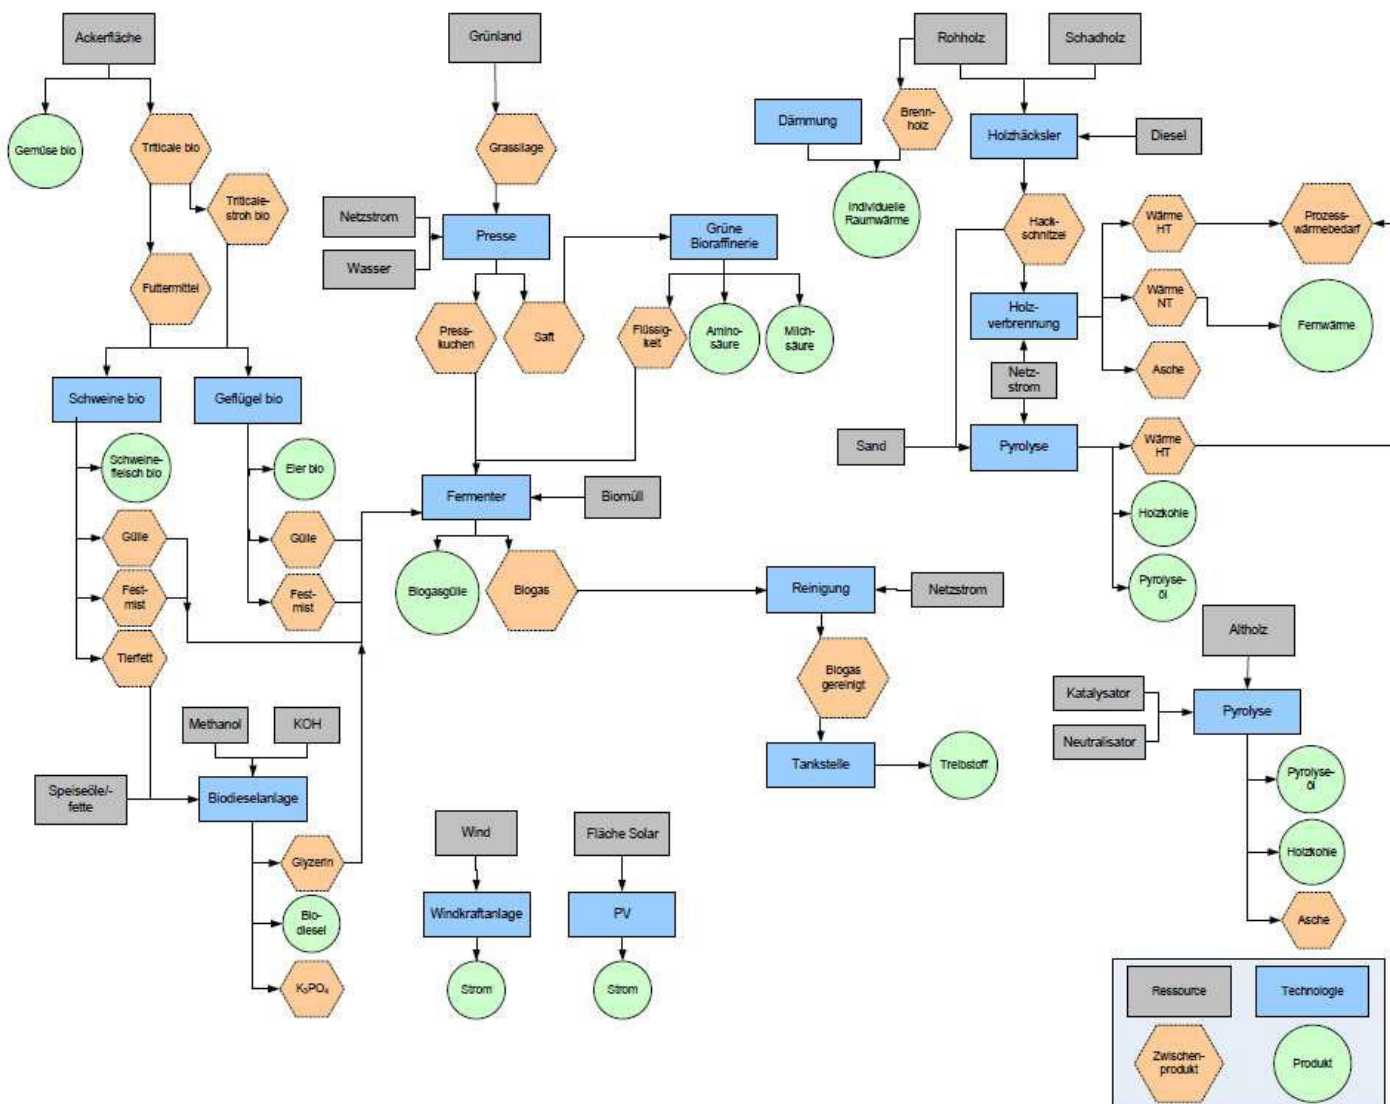 Ackerfläche
Grünland
Rohholz
Schadholz
Gemüse bio
Triticale bio
Triticale-
stroh bio
Futtermittel
Schweine bio
Geflügel bio
Schweine-
fleisch bio
Eier bio
Gülle
Gülle
Fest-
mist
Fest-
mist
Tierfett
Methanol
KOH
Speiseöle/-
fette
Biodieselanlage
Glyzerin
Bio-
diesel
K₃PO₄
Grassilage
Netzstrom
Wasser
Presse
Grüne
Bioraffinerie
Press-
kuchen
Saft
Flüssig-
keit
Amino-
säure
Milch-
säure
Fermenter
Biomüll
Biogasgülle
Biogas
Reinigung
Netzstrom
Biogas
gereinigt
Tankstelle
Treibstoff
Wind
Fläche Solar
Windkraftanlage
PV
Strom
Strom
Dämmung
Brenn-
holz
Individuelle
Raumwärme
Holzhäcksler
Diesel
Hack-
schnitzel
Holz-
verbrennung
Wärme
HT
Prozess-
wärmebedarf
Wärme
NT
Fernwärme
Asche
Netz-
strom
Sand
Pyrolyse
Wärme
HT
Holzkohle
Pyrolyse-
öl
Altholz
Katalysator
Neutralisator
Pyrolyse
Pyrolyse-
öl
Holzkohle
Asche
Ressource
Technologie
Zwischen-
produkt
Produkt